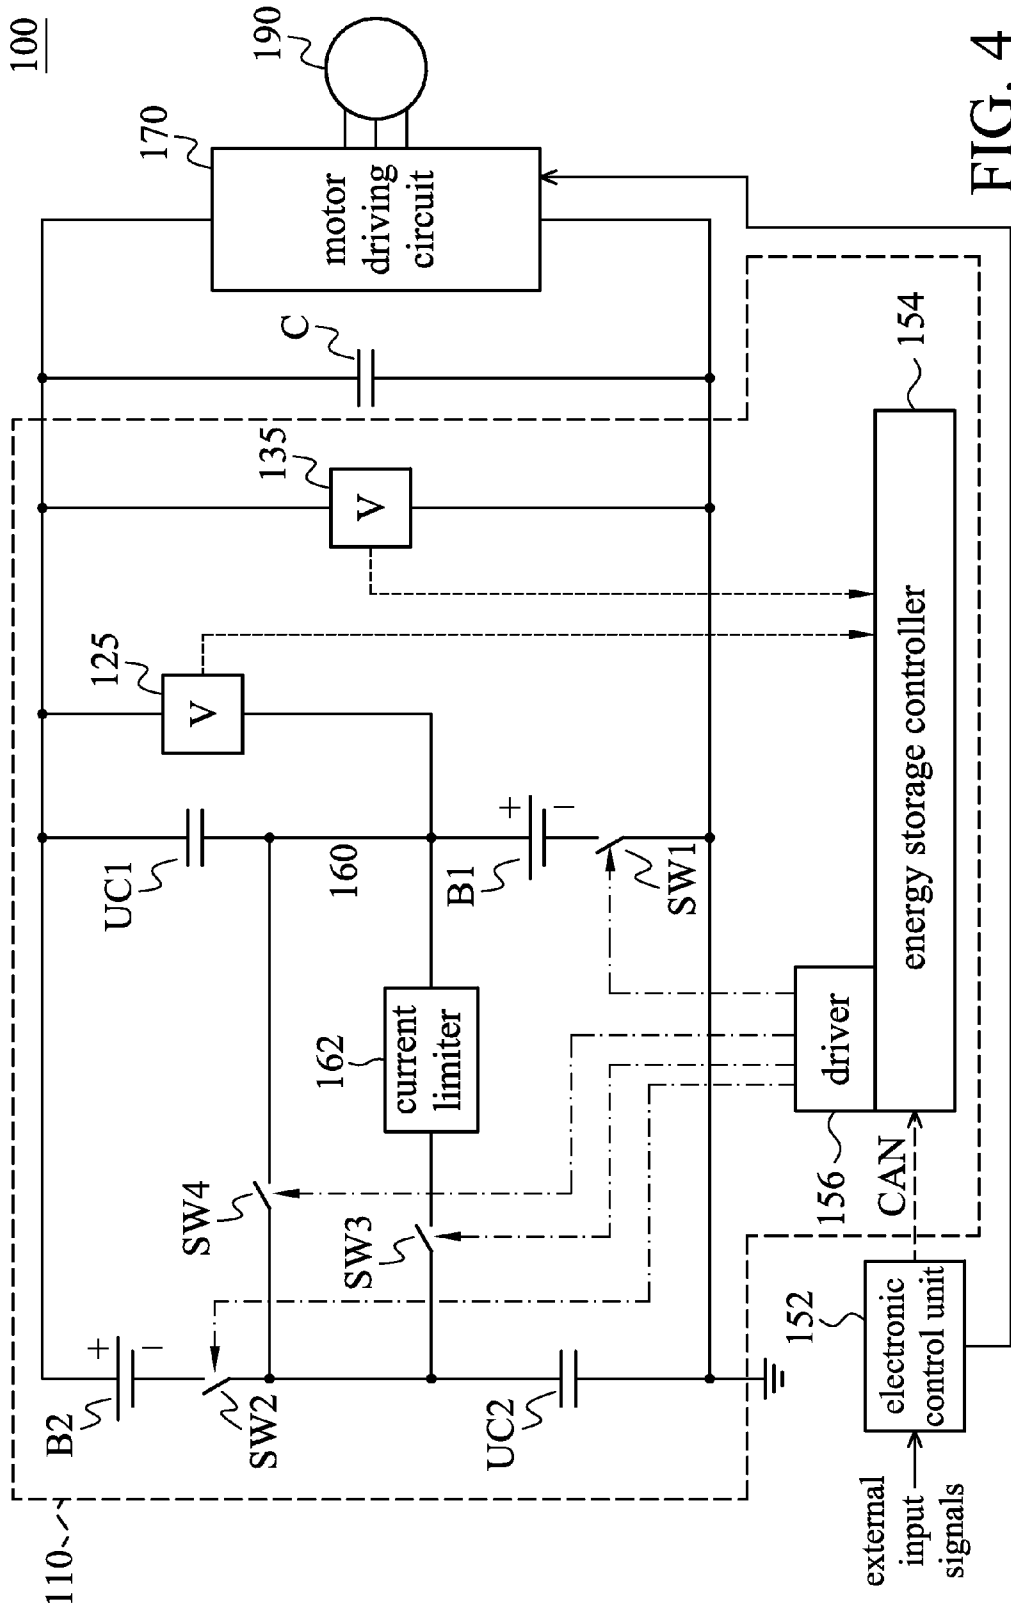 100
110
B2
+
−
SW2
UC2
SW4
SW3
162
current
limiter
UC1
160
B1
+
−
SW1
125
V
135
V
C
170
motor
driving
circuit
190
external
input
signals
152
electronic
control unit
CAN
156
driver
energy storage controller
154
FIG. 4